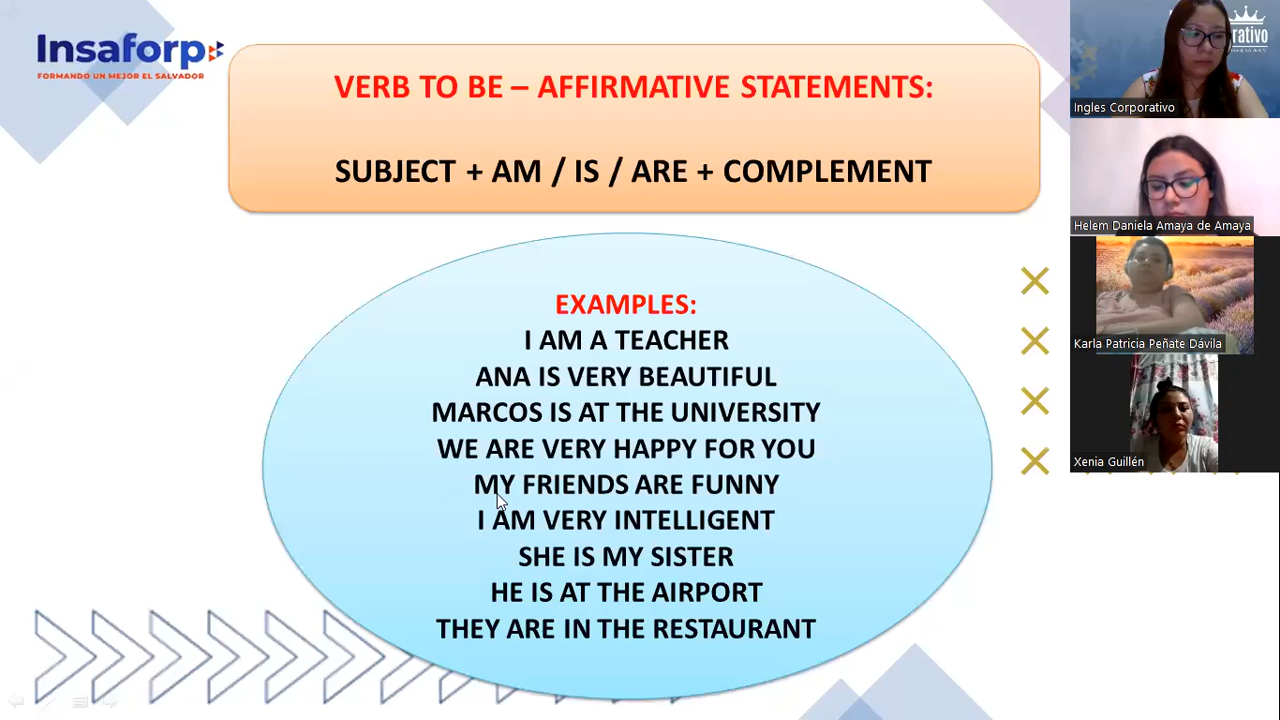 Insaforp
FORMANDO UN MEJOR EL SALVADOR
VERB TO BE – AFFIRMATIVE STATEMENTS:
SUBJECT + AM / IS / ARE + COMPLEMENT
EXAMPLES:
I AM A TEACHER
ANA IS VERY BEAUTIFUL
MARCOS IS AT THE UNIVERSITY
WE ARE VERY HAPPY FOR YOU
MY FRIENDS ARE FUNNY
I AM VERY INTELLIGENT
SHE IS MY SISTER
HE IS AT THE AIRPORT
THEY ARE IN THE RESTAURANT
rativo
Ingles Corporativo
Helem Daniela Amaya de Amaya
Karla Patricia Peñate Dávila
Xenia Guillén